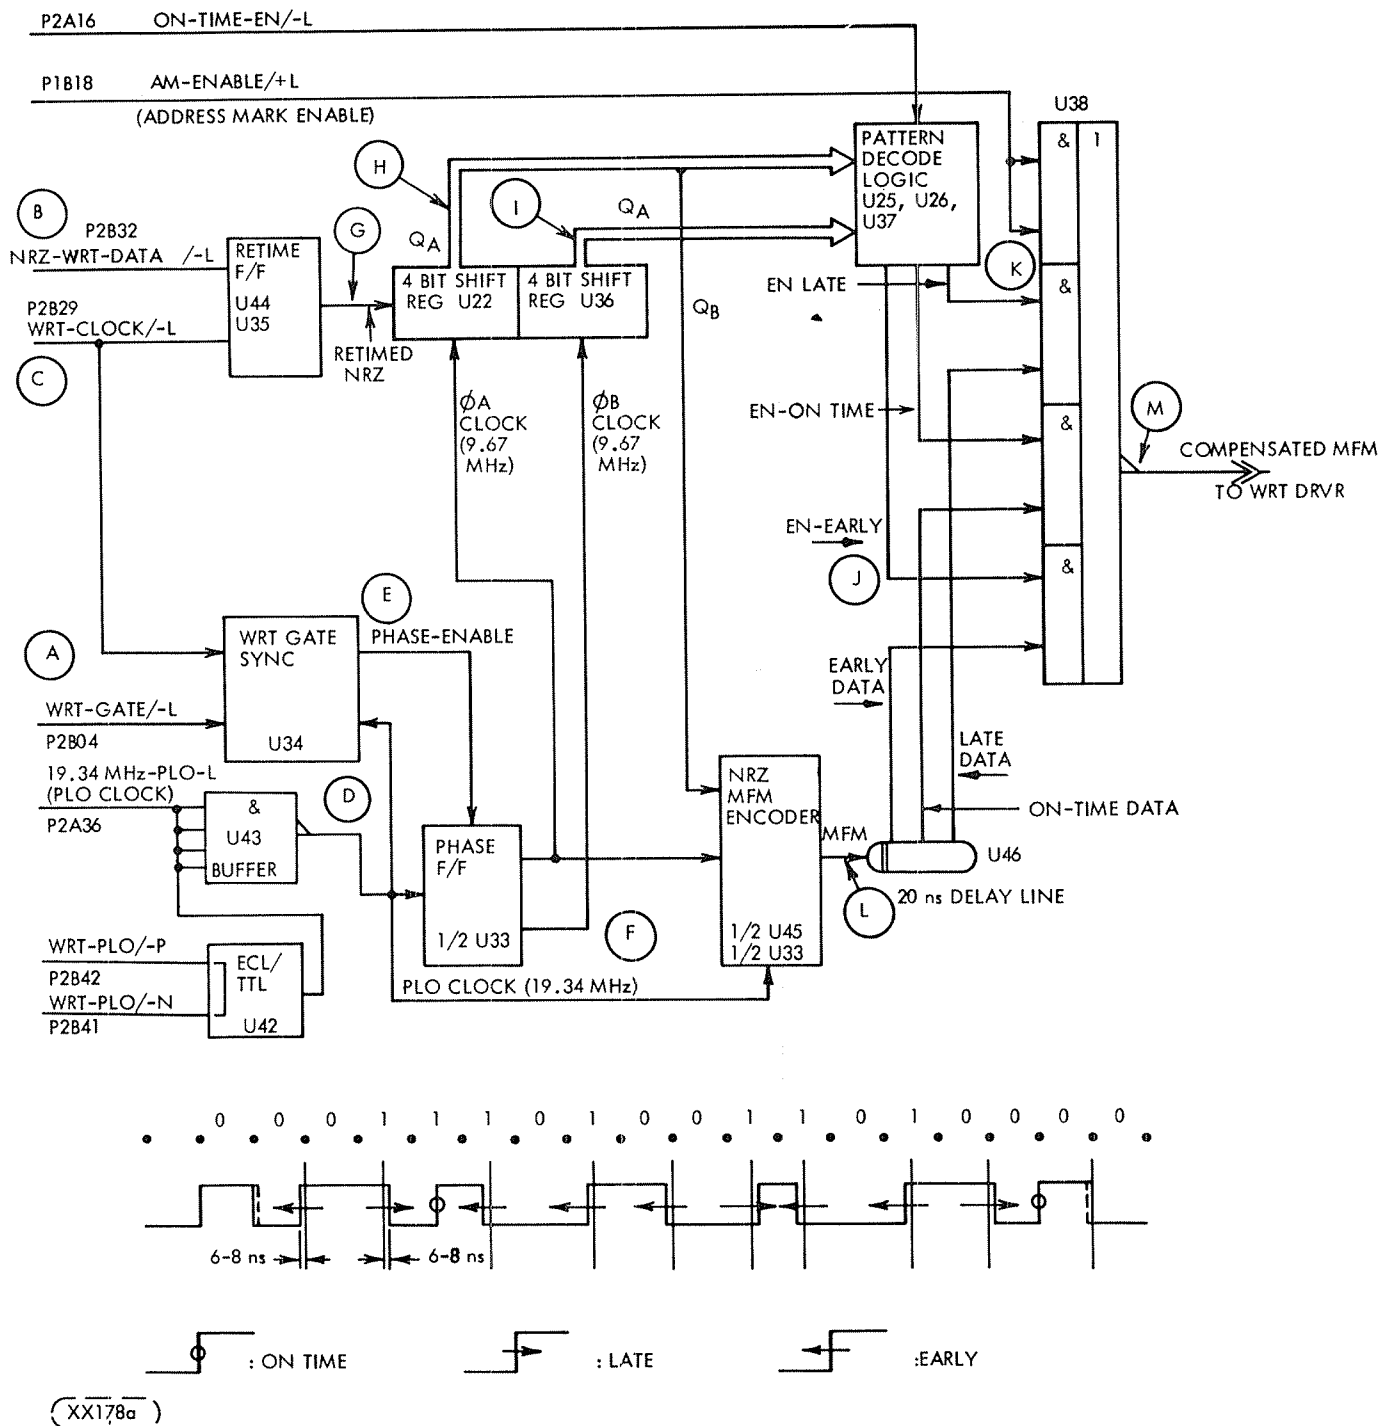 P2A16 ON-TIME-EN/-L
P1B18 AM-ENABLE/+L
(ADDRESS MARK ENABLE)
U38
& 1
PATTERN
DECODE
LOGIC
U25, U26,
U37
H
I
B
P2B32
NRZ-WRT-DATA /-L
G
QA
QA
K
&
RETIME
F/F
U44
U35
4 BIT SHIFT
REG U22
4 BIT SHIFT
REG U36
EN LATE
QB
P2B29
WRT-CLOCK/-L
RETIMED
NRZ
C
ØA
CLOCK
(9.67
MHz)
ØB
CLOCK
(9.67
MHz)
EN-ON TIME
&
M
COMPENSATED MFM
TO WRT DRVR
EN-EARLY
J
&
E
PHASE-ENABLE
A
WRT GATE
SYNC
U34
WRT-GATE/-L
P2B04
EARLY
DATA
LATE
DATA
19.34 MHz-PLO-L
(PLO CLOCK)
P2A36
&
U43
BUFFER
D
NRZ
MFM
ENCODER
1/2 U45
1/2 U33
ON-TIME DATA
MFM
U46
L
20 ns DELAY LINE
PHASE
F/F
1/2 U33
F
WRT-PLO/-P
P2B42
WRT-PLO/-N
P2B41
ECL/
TTL
U42
PLO CLOCK (19.34 MHz)
0 0 0 1 1 1 0 1 0 0 1 1 0 1 0 0 0 0
6-8 ns 6-8 ns
: ON TIME : LATE :EARLY
XX178a